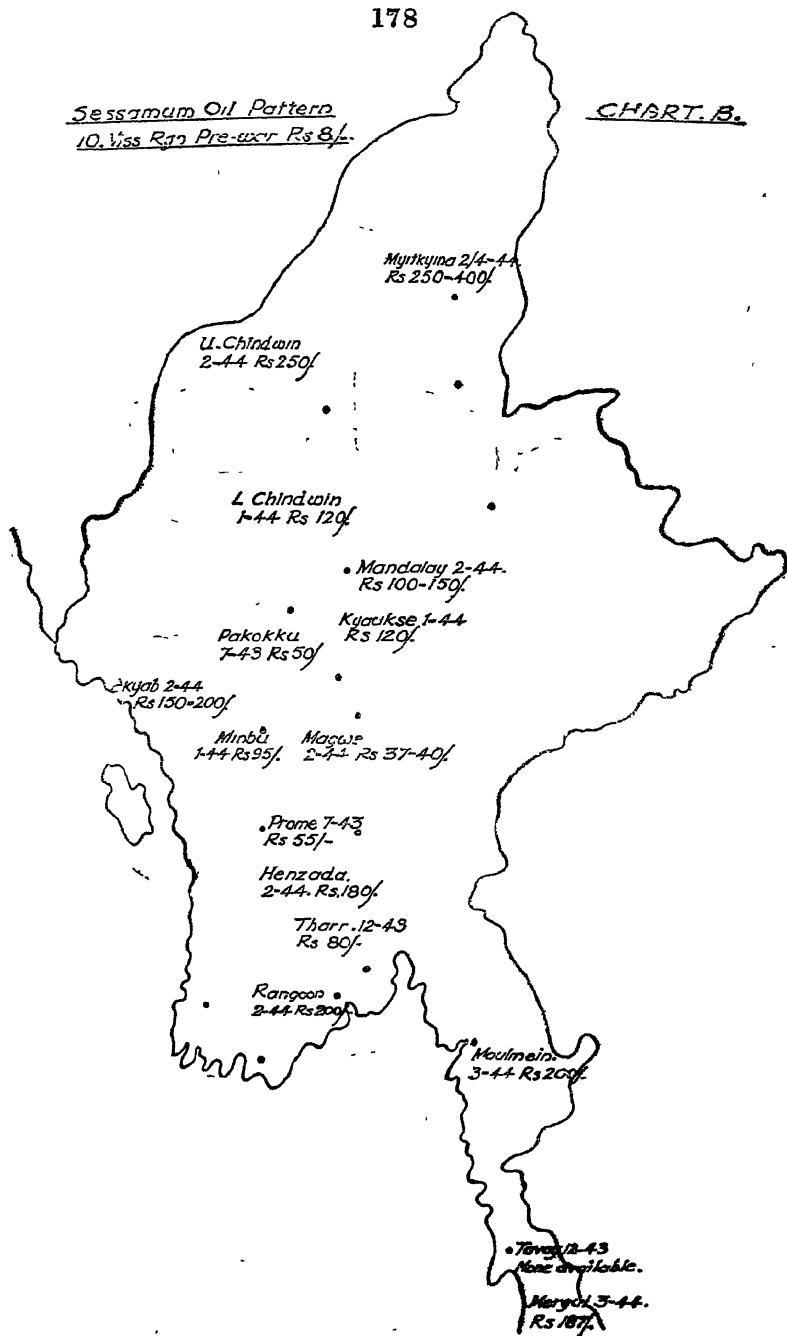 178
Sessamum Oil Pattern
10. Viss Rgn Pre-war Rs 8/-.
CHART. B.
Myitkyina 2/4-44.
Rs 250-400/.
U. Chindwin
2-44 Rs 250/.
L Chindwin
1-44 Rs 120/.
Mandalay 2-44.
Rs 100-150/.
Kyaukse 1-44
Rs 120/.
Pakokku
7-43 Rs 50/
Akyab 2-44
Rs 150-200/.
Minbu
1-44 Rs 95/.
Magwe
2-44 Rs 37-40/.
Prome 7-43
Rs 55/-
Henzada.
2-44. Rs. 180/.
Tharr. 12-43
Rs 80/-
Rangoon
2-44 Rs 200/.
Moulmein.
3-44 Rs 200/.
Tavoy 12-43
None available.
Mergui 3-44.
Rs 187/.